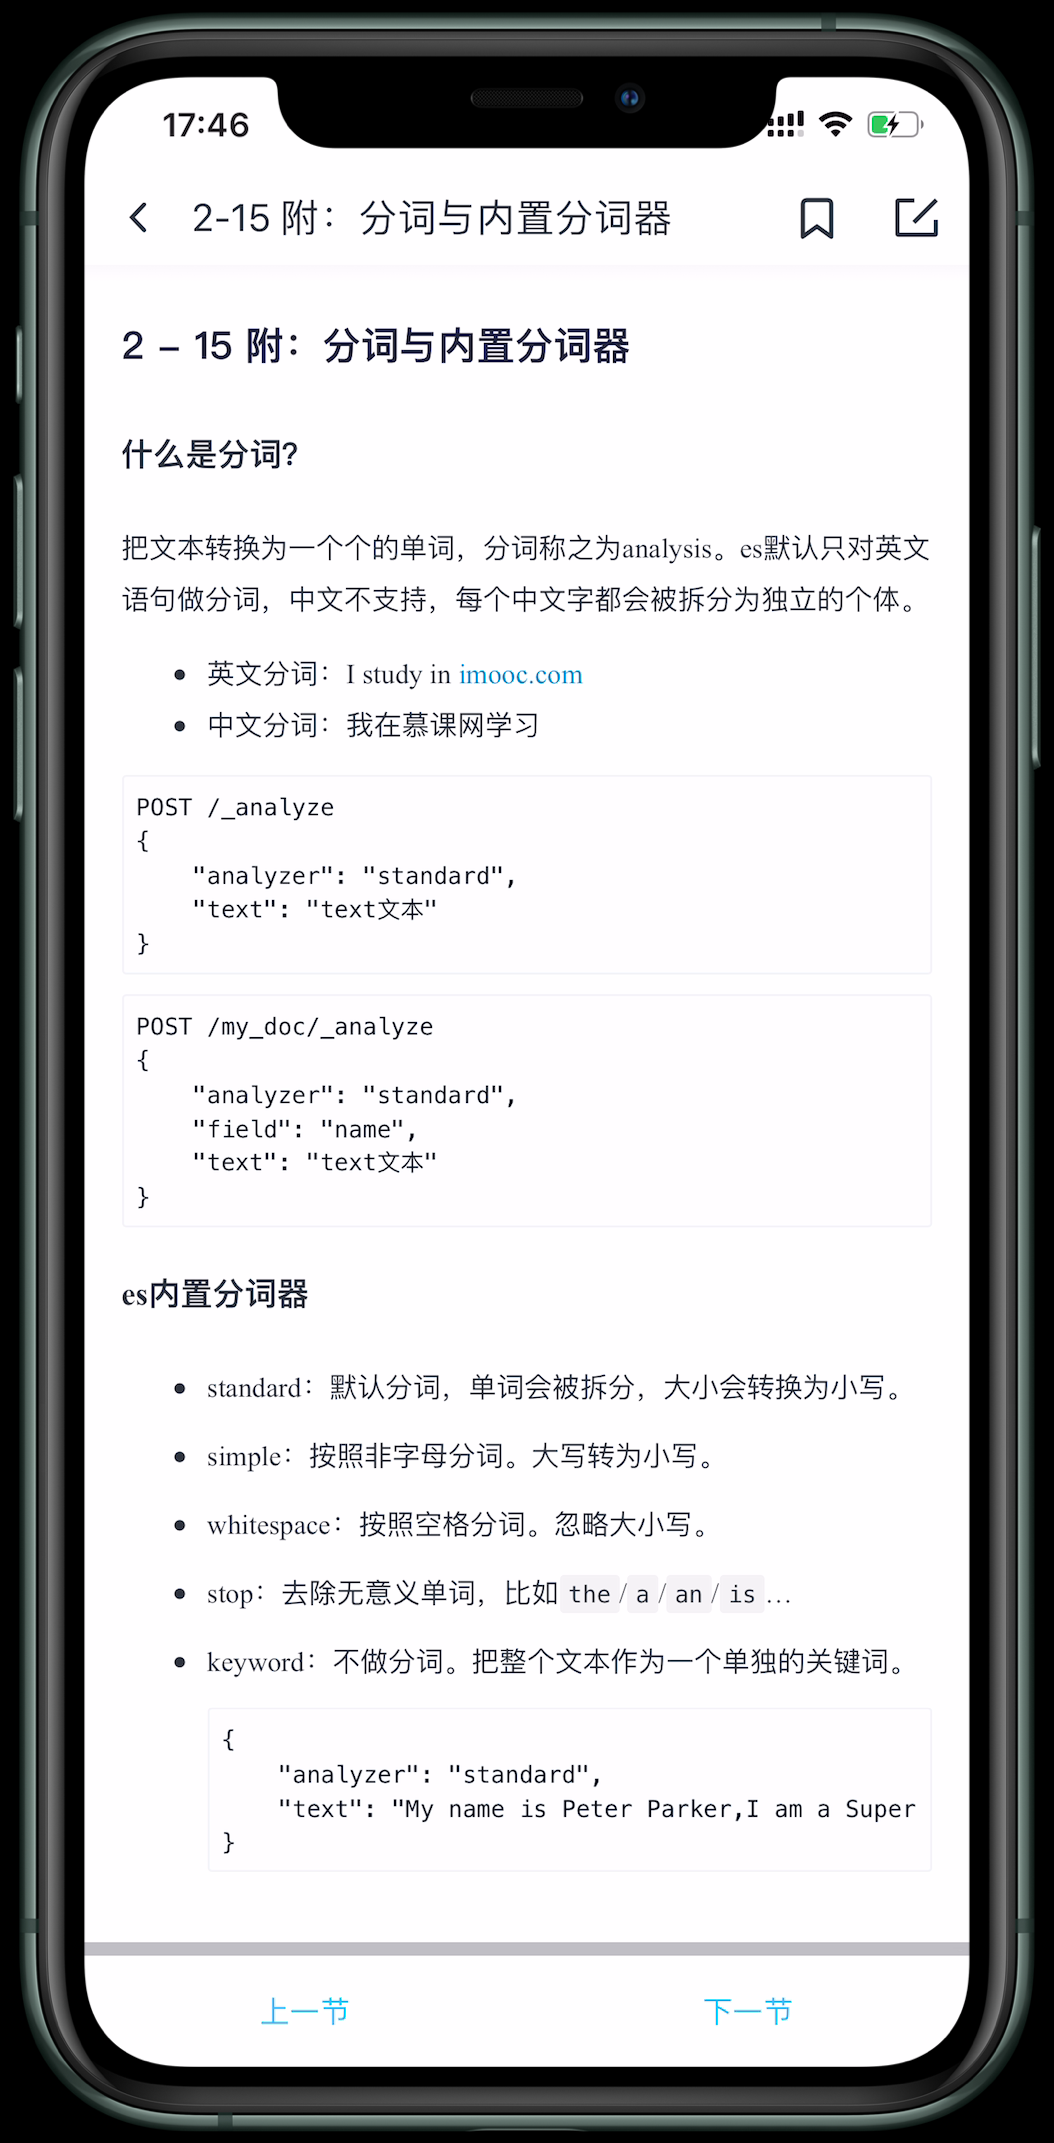 17:46
2-15 附：分词与内置分词器
2 – 15 附：分词与内置分词器
什么是分词?
把文本转换为一个个的单词，分词称之为analysis。es默认只对英文
语句做分词，中文不支持，每个中文字都会被拆分为独立的个体。
英文分词：I study in imooc.com
中文分词：我在慕课网学习
POST /_analyze
{
    "analyzer": "standard",
    "text": "text文本"
}
POST /my_doc/_analyze
{
    "analyzer": "standard",
    "field": "name",
    "text": "text文本"
}
es内置分词器
standard：默认分词，单词会被拆分，大小会转换为小写。
simple：按照非字母分词。大写转为小写。
whitespace：按照空格分词。忽略大小写。
stop：去除无意义单词，比如the/a/an/is…
keyword：不做分词。把整个文本作为一个单独的关键词。
{
    "analyzer": "standard",
    "text": "My name is Peter Parker,I am a Super
}
上一节
下一节